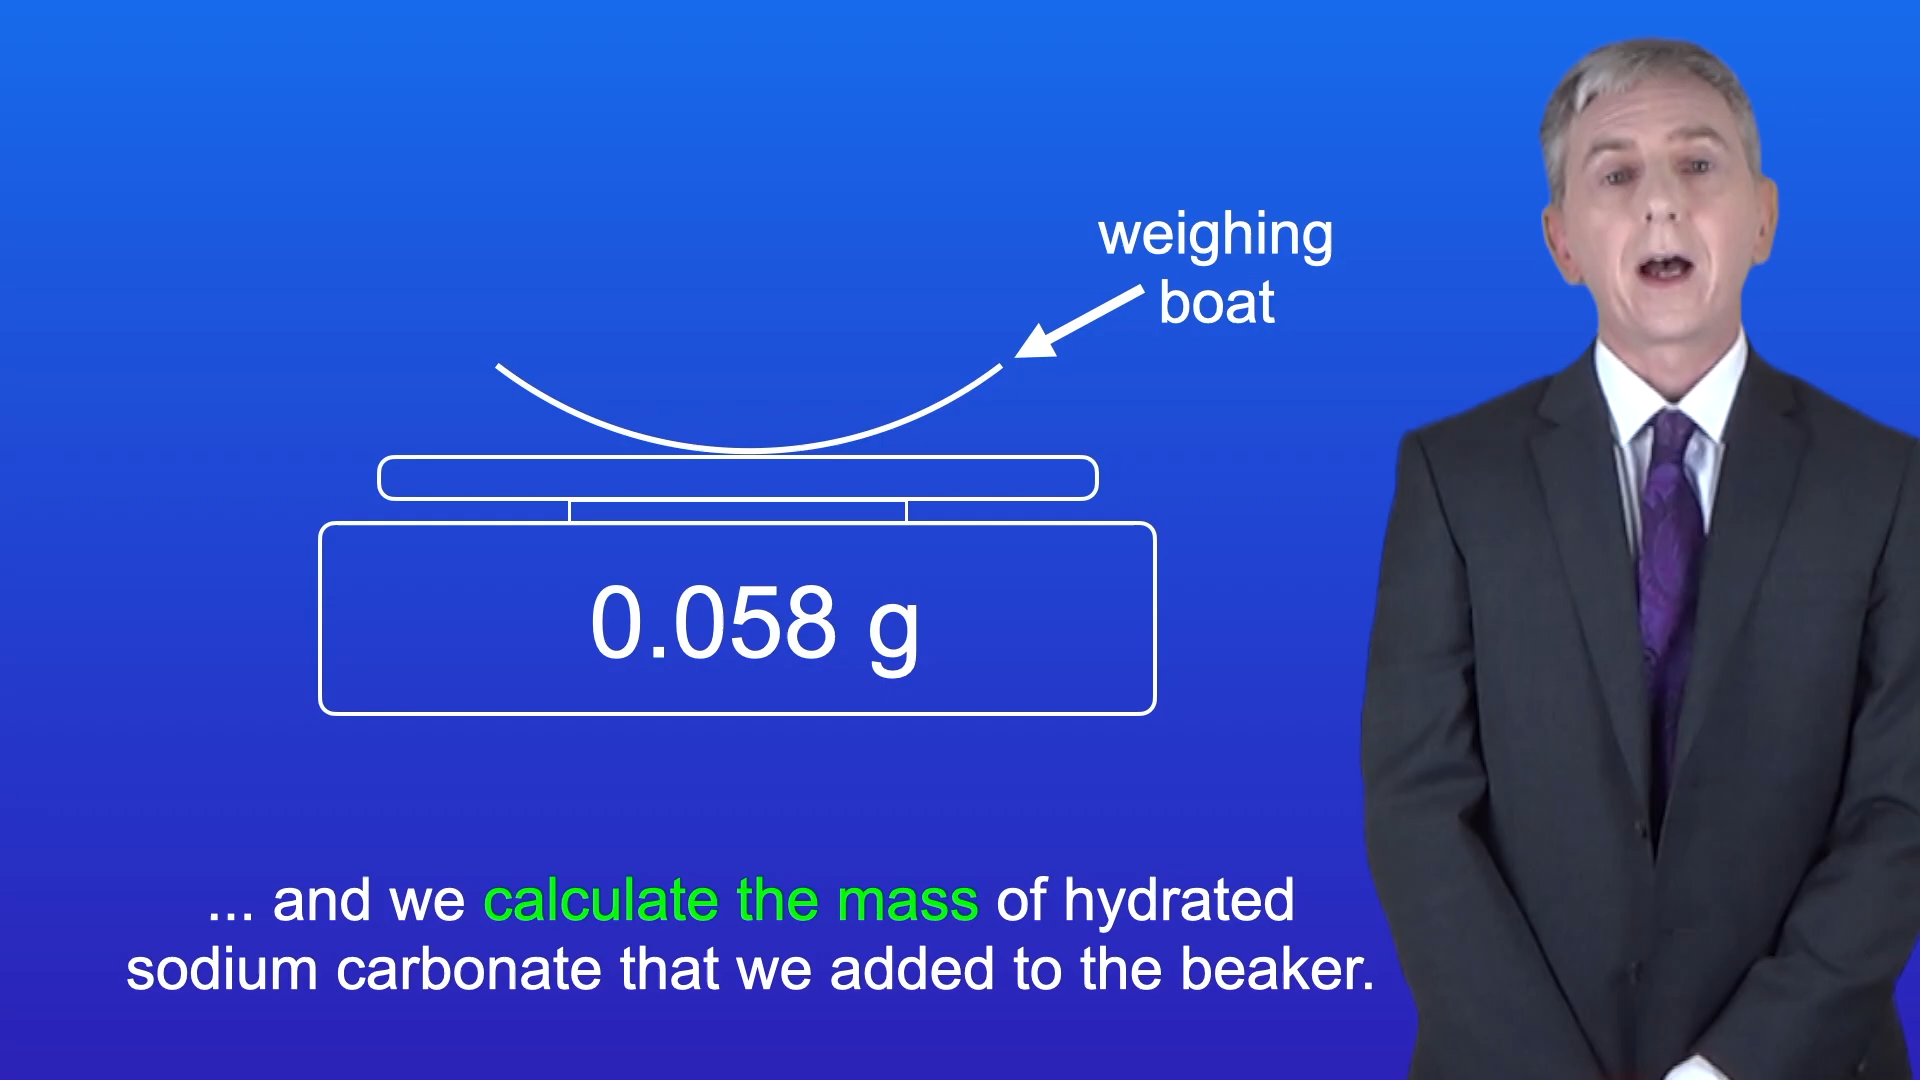 weighing
boat
0.058 g
... and we calculate the mass of hydrated
sodium carbonate that we added to the beaker.